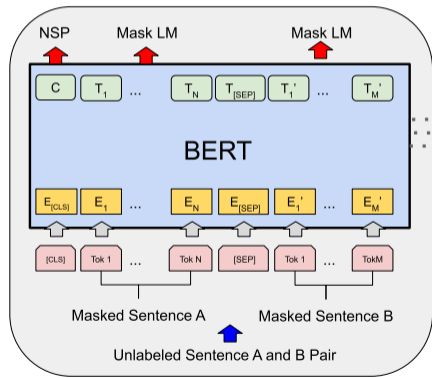 NSP Mask LM Mask LM
C T1 ... TN T[SEP] T1' ... TM'
BERT
E[CLS] E1 ... EN E[SEP] E1' ... EM'
[CLS] Tok 1 ... Tok N [SEP] Tok 1 ... TokM
Masked Sentence A Masked Sentence B
Unlabeled Sentence A and B Pair